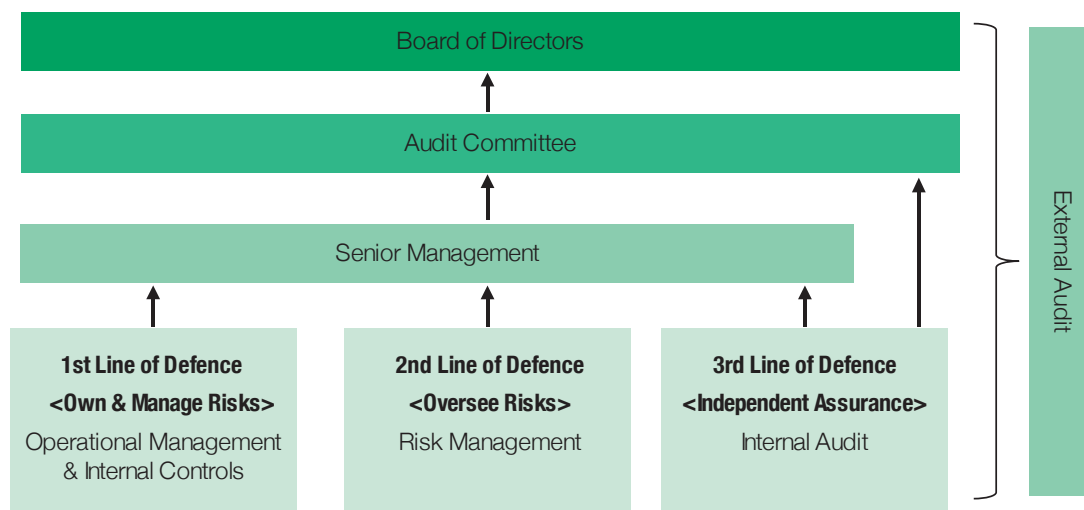 Board of Directors
Audit Committee
Senior Management
1st Line of Defence
<Own & Manage Risks>
Operational Management
& Internal Controls
2nd Line of Defence
<Oversee Risks>
Risk Management
3rd Line of Defence
<Independent Assurance>
Internal Audit
External Audit